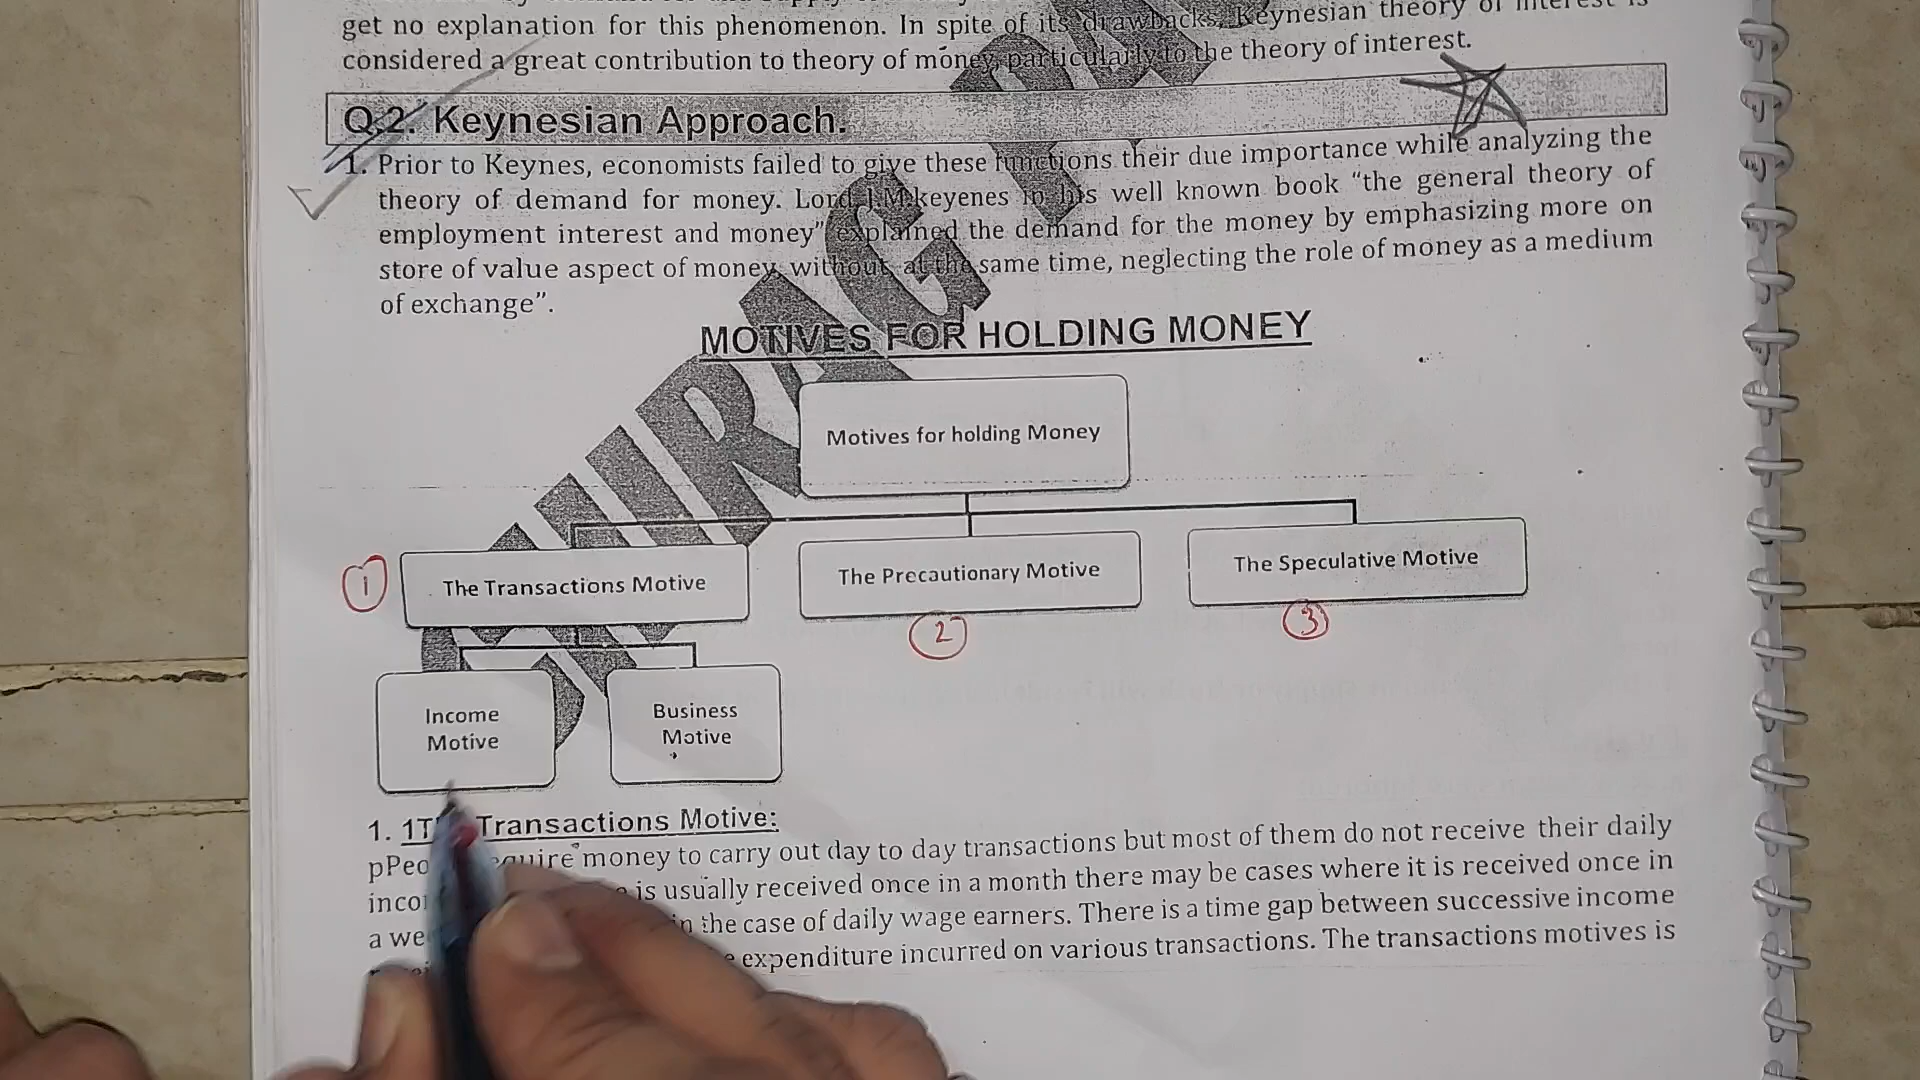 get no explanation for this phenomenon. In spite of its drawbacks, Keynesian theory of interest is
considered a great contribution to theory of money, particularly to the theory of interest.
Q.2. Keynesian Approach.
1. Prior to Keynes, economists failed to give these functions their due importance while analyzing the
theory of demand for money. Lord J.M keyenes in his well known book “the general theory of
employment interest and money” explained the demand for the money by emphasizing more on
store of value aspect of money, without, at the same time, neglecting the role of money as a medium
of exchange”.
MOTIVES FOR HOLDING MONEY
Motives for holding Money
1
The Transactions Motive
The Precautionary Motive
The Speculative Motive
2
3
Income
Motive
Business
Motive
1. 1T Transactions Motive:
money to carry out day to day transactions but most of them do not receive their daily
is usually received once in a month there may be cases where it is received once in
a the case of daily wage earners. There is a time gap between successive income
expenditure incurred on various transactions. The transactions motives is